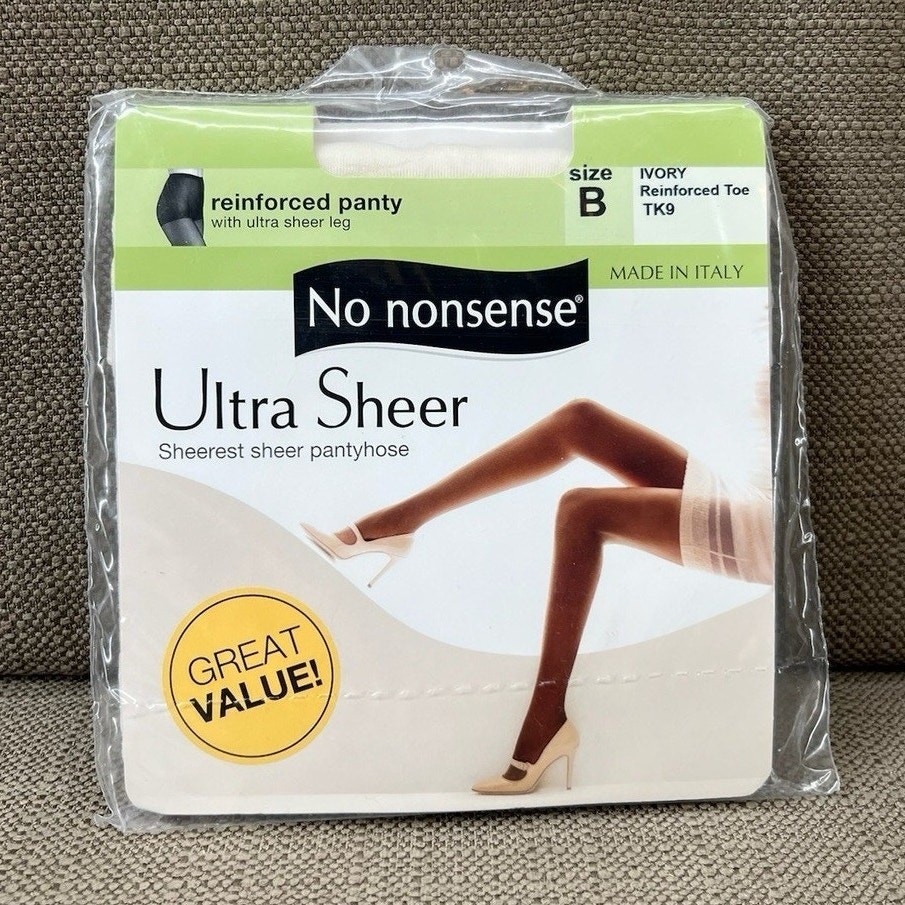 reinforced panty
with ultra sheer leg
size
B
IVORY
Reinforced Toe
TK9
MADE IN ITALY
No nonsense®
Ultra Sheer
Sheerest sheer pantyhose
GREAT
VALUE!